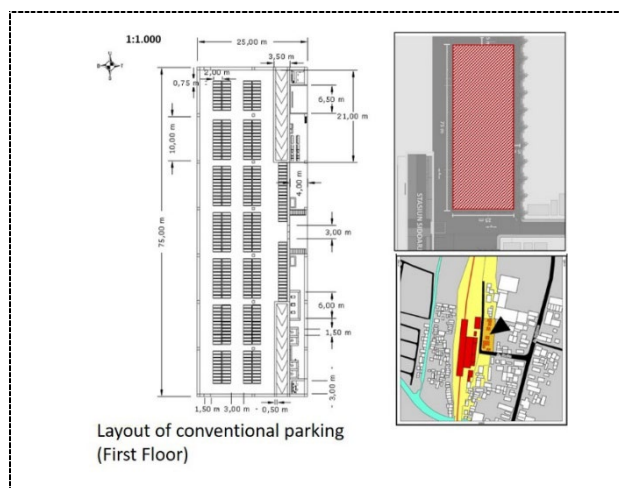 1:1.000
25,00 m
3,50 m
2,00 m
0,75 m
6,50 m
21,00 m
10,00 m
4,00 m
75,00 m
3,00 m
6,00 m
1,50 m
3,00 m
1,50 m
3,00 m
0,50 m
Layout of conventional parking
(First Floor)
75 m
STASIUN